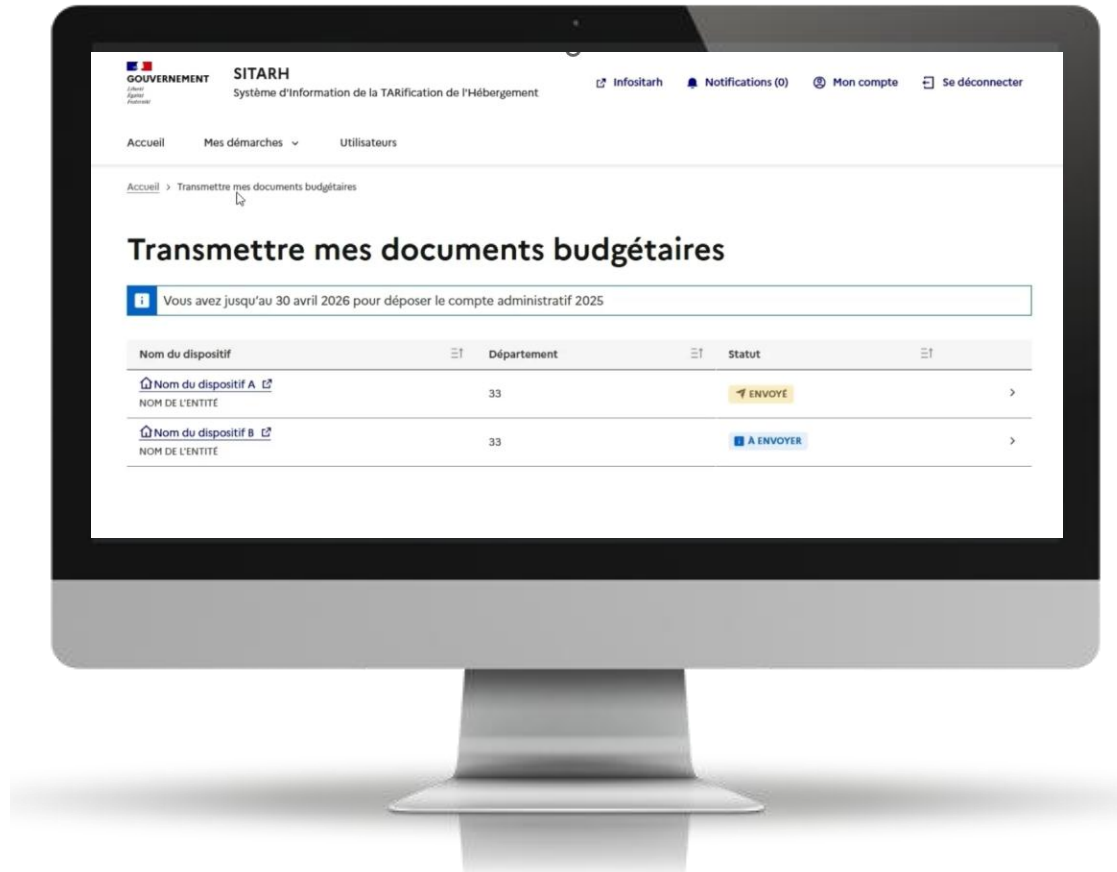 GOUVERNEMENT
Liberté
Égalité
Fraternité
SITARH
Système d'Information de la TARification de l'Hébergement
Infositarh
Notifications (0)
Mon compte
Se déconnecter
Accueil
Mes démarches
Utilisateurs
Accueil > Transmettre mes documents budgétaires
Transmettre mes documents budgétaires
Vous avez jusqu'au 30 avril 2026 pour déposer le compte administratif 2025
Nom du dispositif
Département
Statut
Nom du dispositif A
33
ENVOYÉ
NOM DE L'ENTITÉ
Nom du dispositif B
33
À ENVOYER
NOM DE L'ENTITÉ